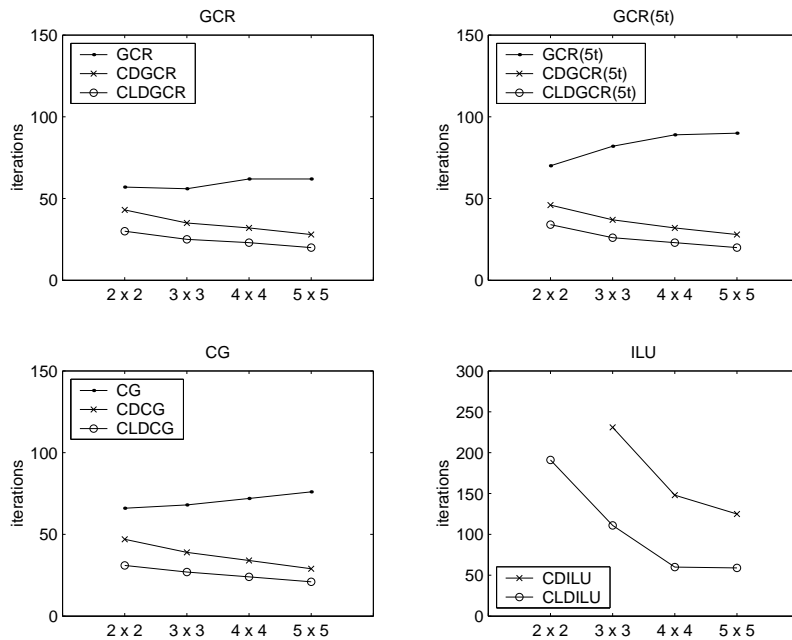 GCR
150
100
50
0
iterations
GCR
CDGCR
CLDGCR
2 x 2 3 x 3 4 x 4 5 x 5
GCR(5t)
150
100
50
0
iterations
GCR(5t)
CDGCR(5t)
CLDGCR(5t)
2 x 2 3 x 3 4 x 4 5 x 5
CG
150
100
50
0
iterations
CG
CDCG
CLDCG
2 x 2 3 x 3 4 x 4 5 x 5
ILU
300
250
200
150
100
50
0
iterations
CDILU
CLDILU
2 x 2 3 x 3 4 x 4 5 x 5